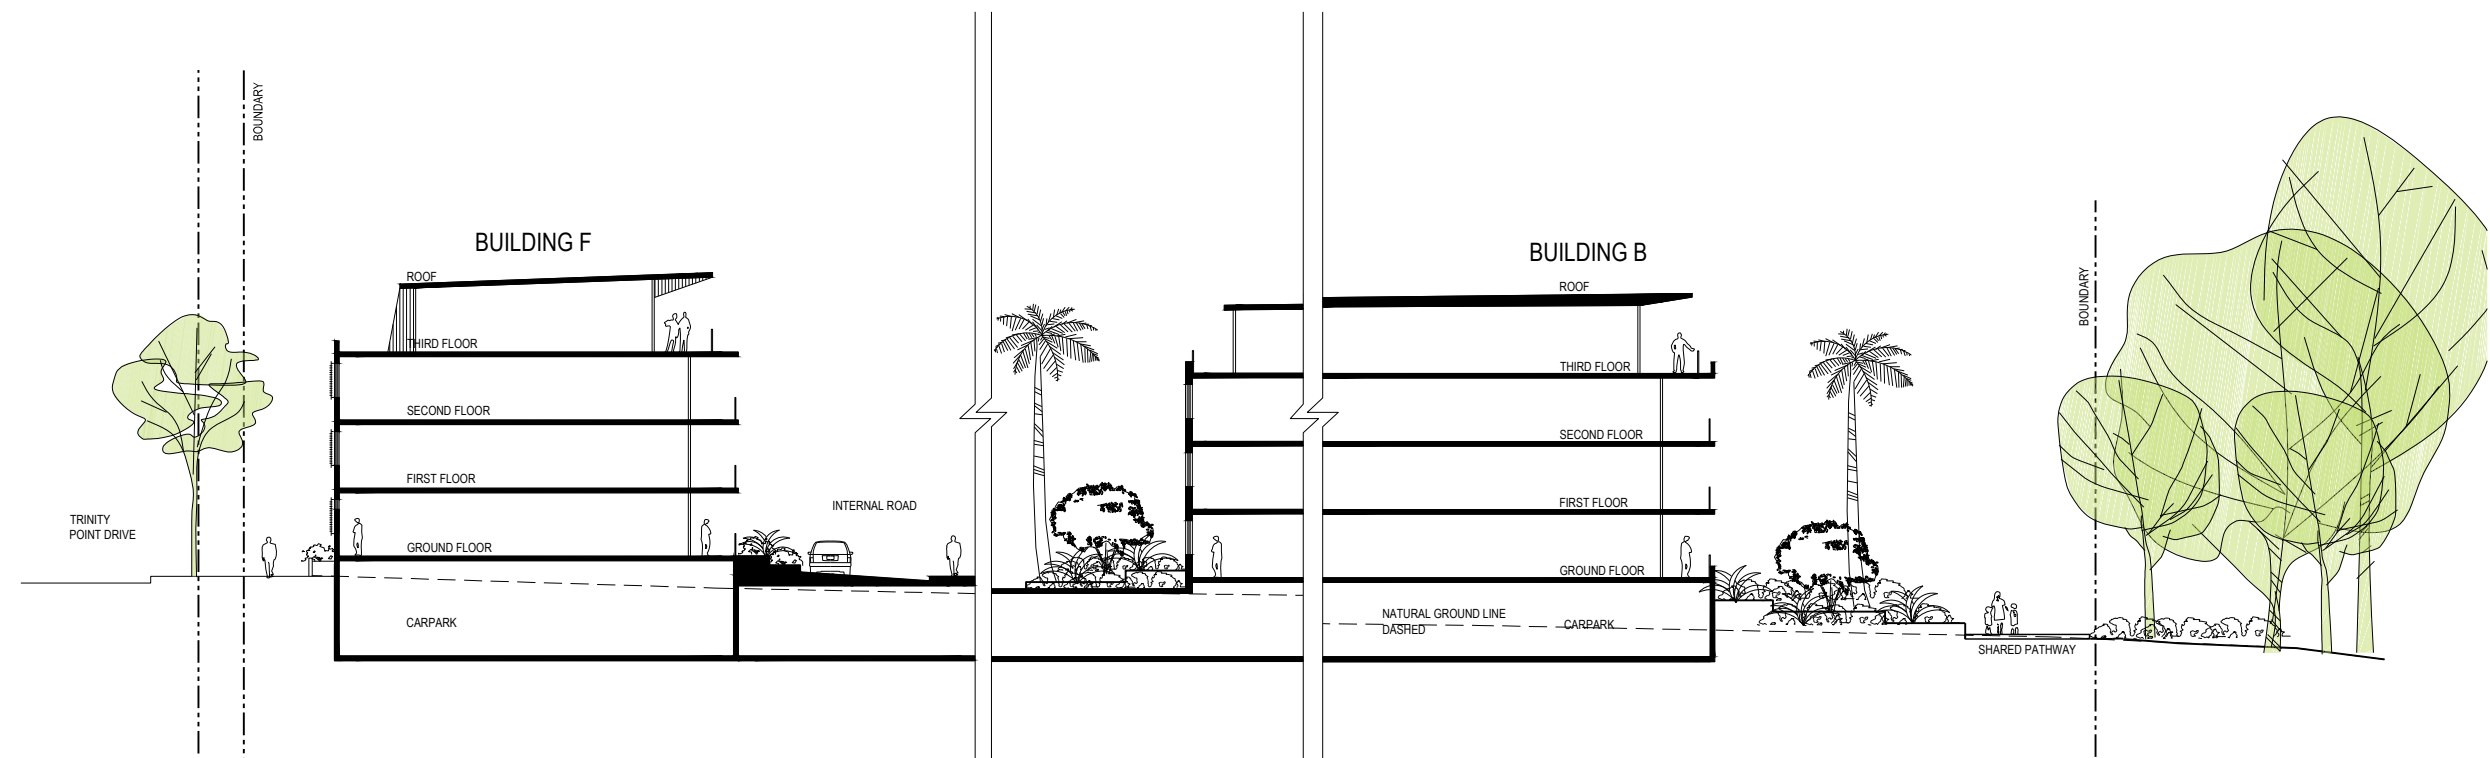 BOUNDARY
BUILDING F
ROOF
THIRD FLOOR
SECOND FLOOR
FIRST FLOOR
GROUND FLOOR
CARPARK
TRINITY
POINT DRIVE
INTERNAL ROAD
BUILDING B
ROOF
THIRD FLOOR
SECOND FLOOR
FIRST FLOOR
GROUND FLOOR
NATURAL GROUND LINE
DASHED
CARPARK
BOUNDARY
SHARED PATHWAY